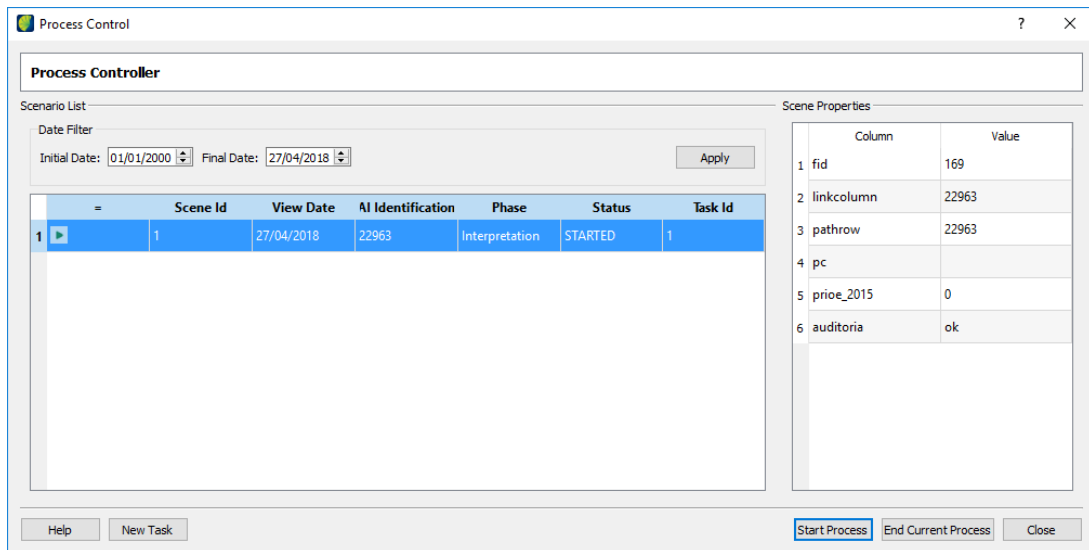 Process Control ?
Process Controller
Scenario List
Date Filter
Initial Date: 01/01/2000 Final Date: 27/04/2018 Apply
= Scene Id View Date AI Identification Phase Status Task Id
1 1 27/04/2018 22963 Interpretation STARTED 1
Scene Properties
Column Value
1 fid 169
2 linkcolumn 22963
3 pathrow 22963
4 pc
5 prioe_2015 0
6 auditoria ok
Help New Task Start Process End Current Process Close